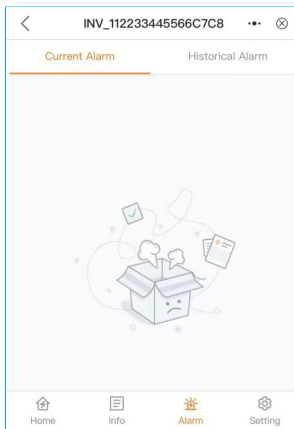 INV_112233445566C7C8
Current Alarm
Historical Alarm
Home
Info
Alarm
Setting